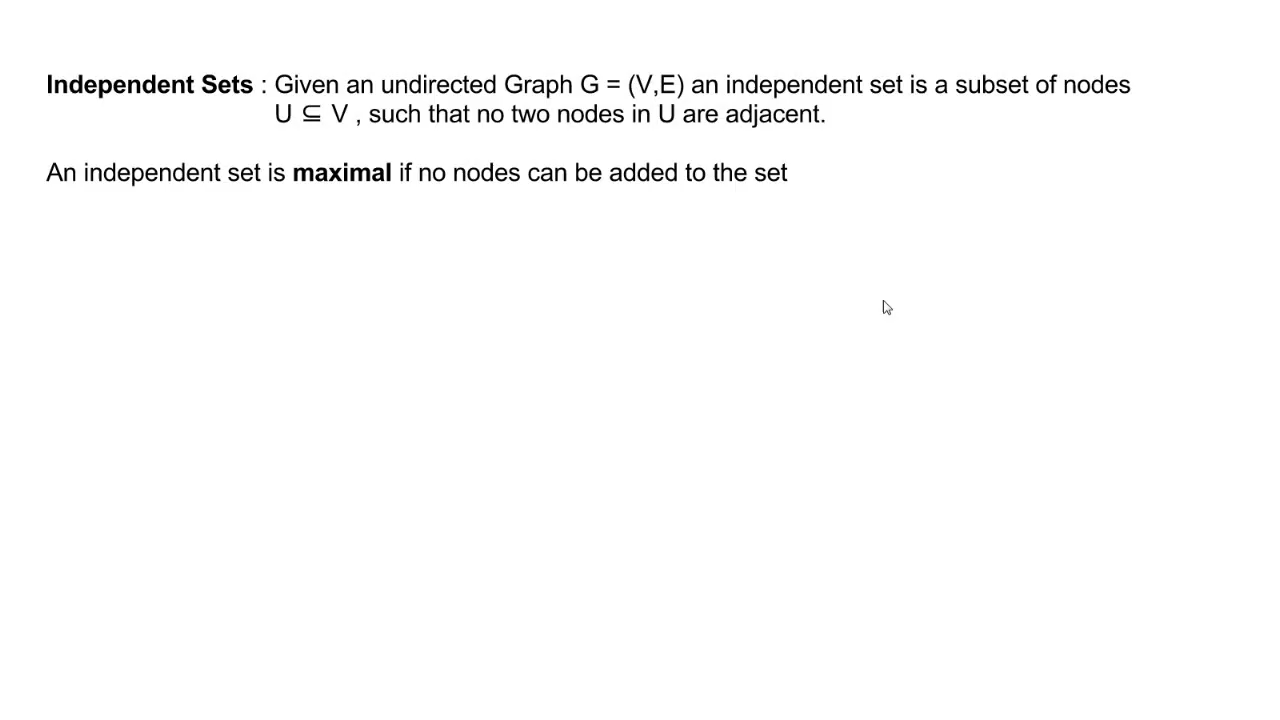 Independent Sets : Given an undirected Graph G = (V,E) an independent set is a subset of nodes
U ⊆ V , such that no two nodes in U are adjacent.
An independent set is maximal if no nodes can be added to the set